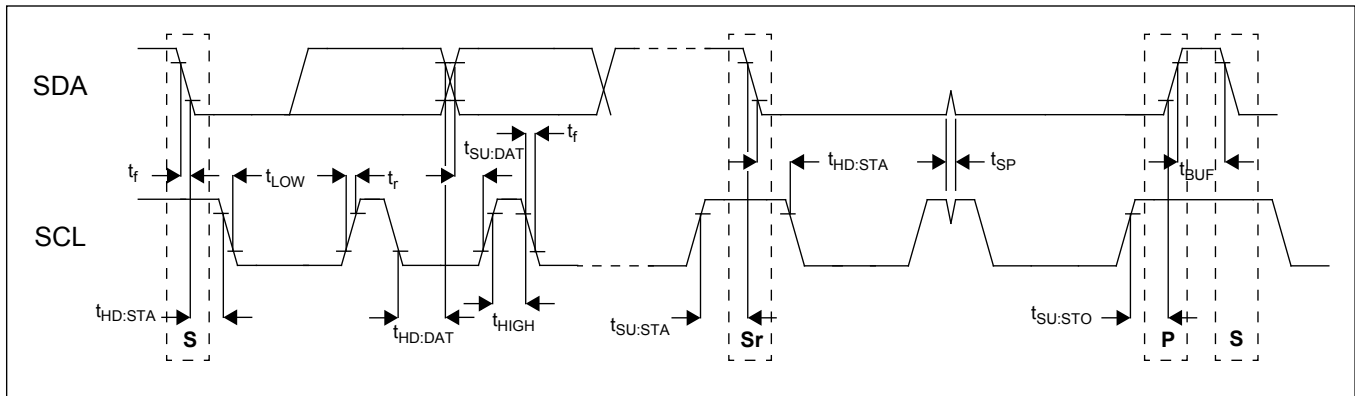 SDA
t_f
t_SU:DAT
t_HD:STA
t_SP
t_BUF
t_f
t_LOW
t_r
SCL
t_HD:STA
t_HD:DAT
t_HIGH
t_SU:STA
t_SU:STO
S
Sr
P
S